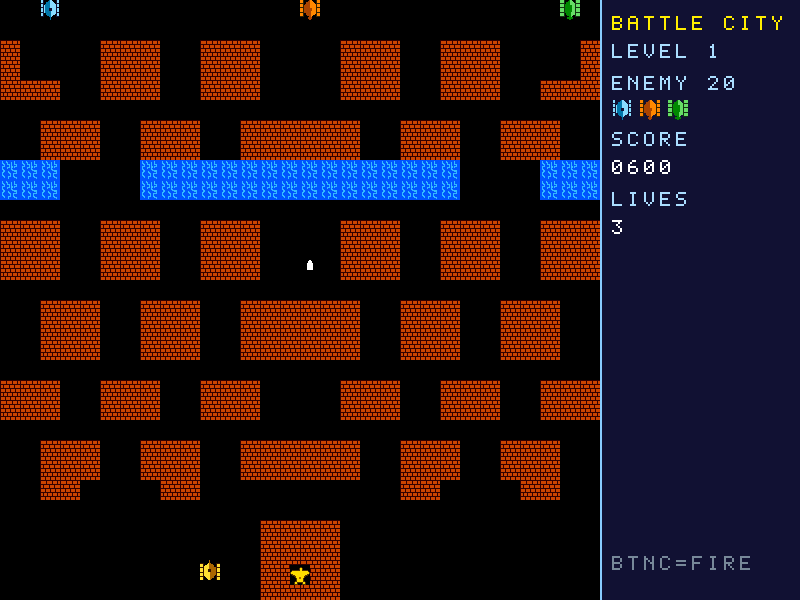 BATTLE CITY
LEVEL 1
ENEMY 20
SCORE
0600
LIVES
3
BTNC=FIRE